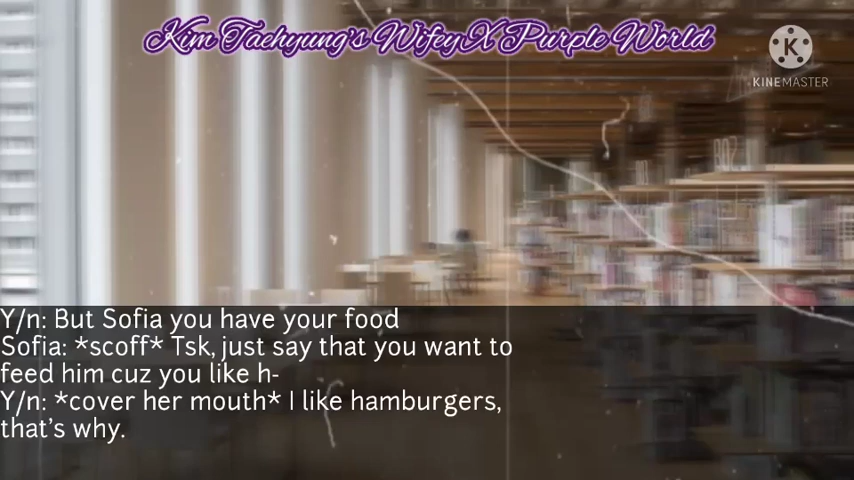 Kim Taehyung's Wifey X Purple World
K
KINEMASTER
Y/n: But Sofia you have your food
Sofia: *scoff* Tsk, just say that you want to
feed him cuz you like h-
Y/n: *cover her mouth* I like hamburgers,
that's why.